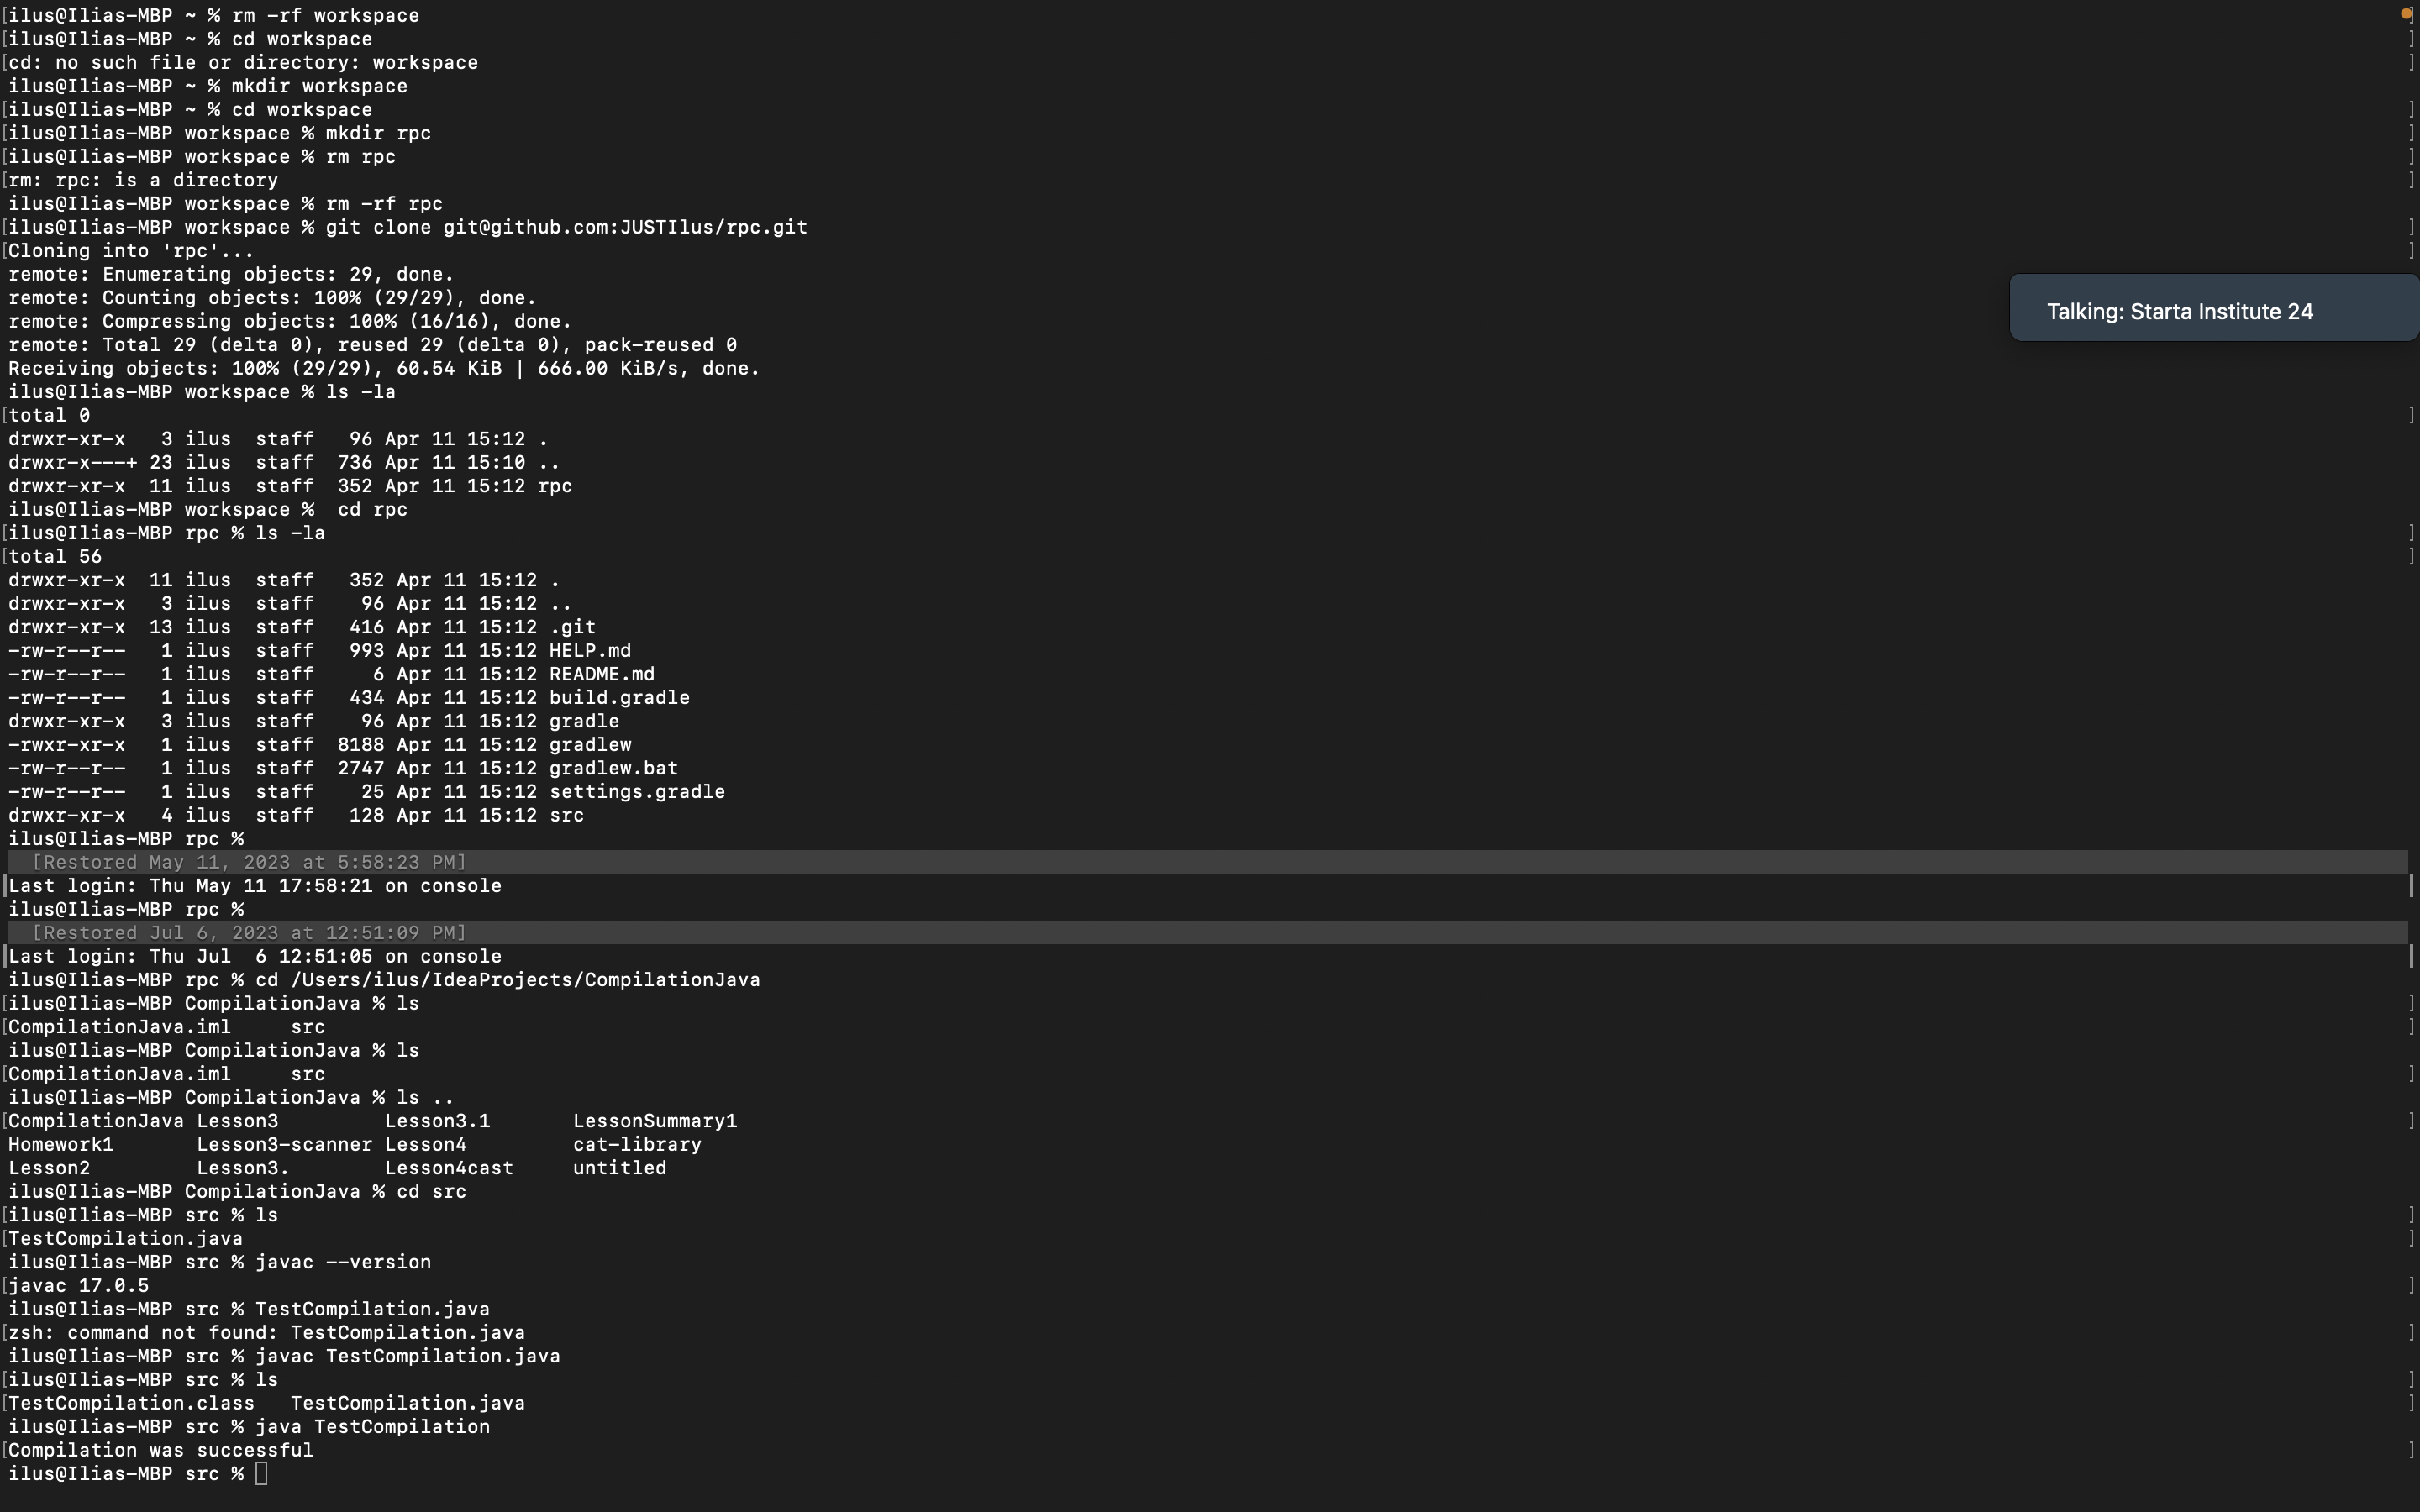 [ilus@Ilias-MBP ~ % rm -rf workspace ]
[ilus@Ilias-MBP ~ % cd workspace ]
[cd: no such file or directory: workspace ]
ilus@Ilias-MBP ~ % mkdir workspace
[ilus@Ilias-MBP ~ % cd workspace ]
[ilus@Ilias-MBP workspace % mkdir rpc ]
[ilus@Ilias-MBP workspace % rm rpc ]
[rm: rpc: is a directory ]
ilus@Ilias-MBP workspace % rm -rf rpc
[ilus@Ilias-MBP workspace % git clone git@github.com:JUSTIlus/rpc.git ]
[Cloning into 'rpc'... ]
remote: Enumerating objects: 29, done.
remote: Counting objects: 100% (29/29), done.
Talking: Starta Institute 24
remote: Compressing objects: 100% (16/16), done.
remote: Total 29 (delta 0), reused 29 (delta 0), pack-reused 0
Receiving objects: 100% (29/29), 60.54 KiB | 666.00 KiB/s, done.
ilus@Ilias-MBP workspace % ls -la
[total 0 ]
drwxr-xr-x   3 ilus  staff   96 Apr 11 15:12 .
drwxr-x---+ 23 ilus  staff  736 Apr 11 15:10 ..
drwxr-xr-x  11 ilus  staff  352 Apr 11 15:12 rpc
ilus@Ilias-MBP workspace %  cd rpc
[ilus@Ilias-MBP rpc % ls -la ]
[total 56 ]
drwxr-xr-x  11 ilus  staff   352 Apr 11 15:12 .
drwxr-xr-x   3 ilus  staff    96 Apr 11 15:12 ..
drwxr-xr-x  13 ilus  staff   416 Apr 11 15:12 .git
-rw-r--r--   1 ilus  staff   993 Apr 11 15:12 HELP.md
-rw-r--r--   1 ilus  staff     6 Apr 11 15:12 README.md
-rw-r--r--   1 ilus  staff   434 Apr 11 15:12 build.gradle
drwxr-xr-x   3 ilus  staff    96 Apr 11 15:12 gradle
-rwxr-xr-x   1 ilus  staff  8188 Apr 11 15:12 gradlew
-rw-r--r--   1 ilus  staff  2747 Apr 11 15:12 gradlew.bat
-rw-r--r--   1 ilus  staff    25 Apr 11 15:12 settings.gradle
drwxr-xr-x   4 ilus  staff   128 Apr 11 15:12 src
ilus@Ilias-MBP rpc %
[Restored May 11, 2023 at 5:58:23 PM]
Last login: Thu May 11 17:58:21 on console
ilus@Ilias-MBP rpc %
[Restored Jul 6, 2023 at 12:51:09 PM]
Last login: Thu Jul  6 12:51:05 on console
ilus@Ilias-MBP rpc % cd /Users/ilus/IdeaProjects/CompilationJava
[ilus@Ilias-MBP CompilationJava % ls ]
[CompilationJava.iml     src ]
ilus@Ilias-MBP CompilationJava % ls
[CompilationJava.iml     src ]
ilus@Ilias-MBP CompilationJava % ls ..
[CompilationJava Lesson3         Lesson3.1       LessonSummary1 ]
Homework1       Lesson3-scanner Lesson4         cat-library
Lesson2         Lesson3.        Lesson4cast     untitled
ilus@Ilias-MBP CompilationJava % cd src
[ilus@Ilias-MBP src % ls ]
[TestCompilation.java ]
ilus@Ilias-MBP src % javac --version
[javac 17.0.5 ]
ilus@Ilias-MBP src % TestCompilation.java
[zsh: command not found: TestCompilation.java ]
ilus@Ilias-MBP src % javac TestCompilation.java
[ilus@Ilias-MBP src % ls ]
[TestCompilation.class   TestCompilation.java ]
ilus@Ilias-MBP src % java TestCompilation
[Compilation was successful ]
ilus@Ilias-MBP src %